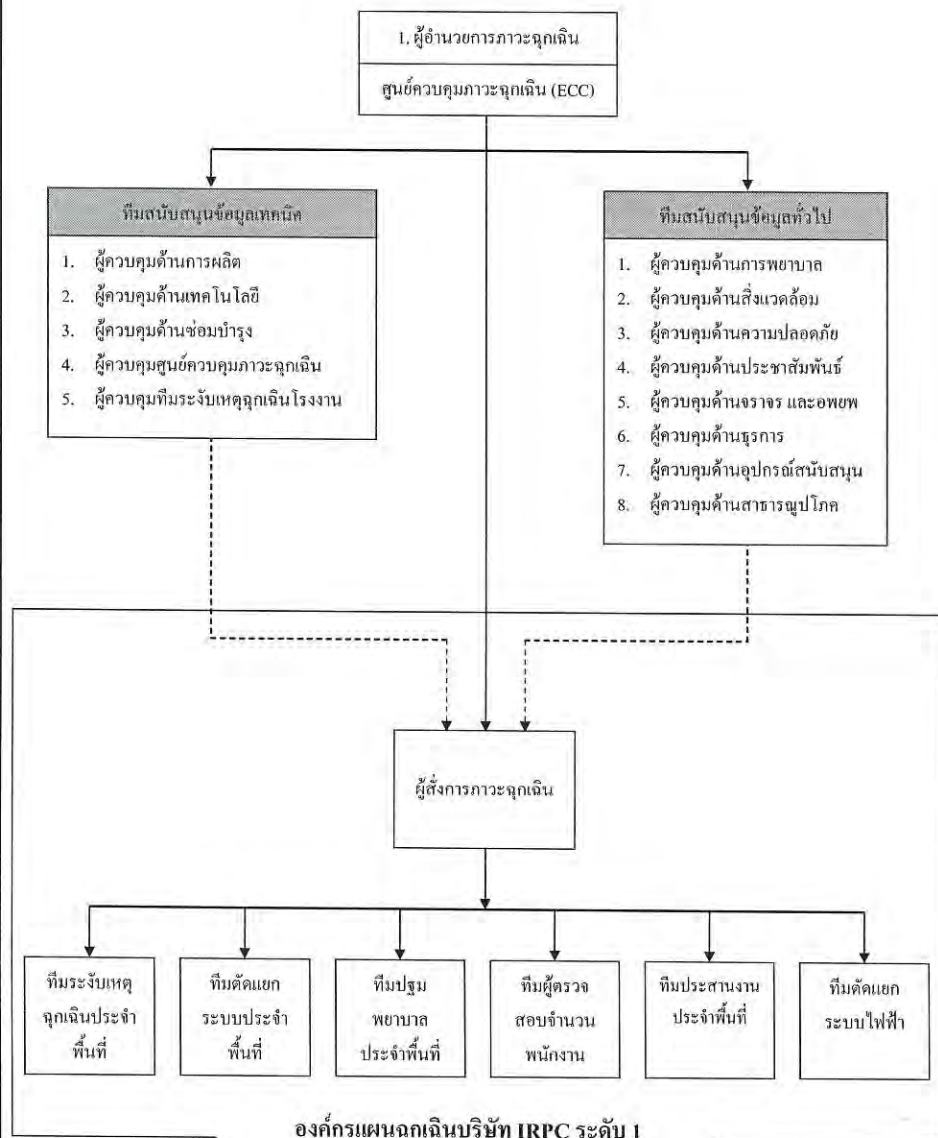 1. ผู้อำนวยการภาวะฉุกเฉิน
ศูนย์ควบคุมภาวะฉุกเฉิน (ECC)
ทีมสนับสนุนข้อมูลเทคนิค
1. ผู้ควบคุมด้านการผลิต
2. ผู้ควบคุมด้านเทคโนโลยี
3. ผู้ควบคุมด้านซ่อมบำรุง
4. ผู้ควบคุมศูนย์ควบคุมภาวะฉุกเฉิน
5. ผู้ควบคุมทีมระงับเหตุฉุกเฉินโรงงาน
ทีมสนับสนุนข้อมูลทั่วไป
1. ผู้ควบคุมด้านการพยาบาล
2. ผู้ควบคุมด้านสิ่งแวดล้อม
3. ผู้ควบคุมด้านความปลอดภัย
4. ผู้ควบคุมด้านประชาสัมพันธ์
5. ผู้ควบคุมด้านจราจร และอพยพ
6. ผู้ควบคุมด้านธุรการ
7. ผู้ควบคุมด้านอุปกรณ์สนับสนุน
8. ผู้ควบคุมด้านสาธารณูปโภค
ผู้สั่งการภาวะฉุกเฉิน
ทีมระงับเหตุ
ฉุกเฉินประจำ
พื้นที่
ทีมตัดแยก
ระบบประจำ
พื้นที่
ทีมปฐม
พยาบาล
ประจำพื้นที่
ทีมผู้ตรวจ
สอบจำนวน
พนักงาน
ทีมประสานงาน
ประจำพื้นที่
ทีมตัดแยก
ระบบไฟฟ้า
องค์กรแผนฉุกเฉินบริษัท IRPC ระดับ 1